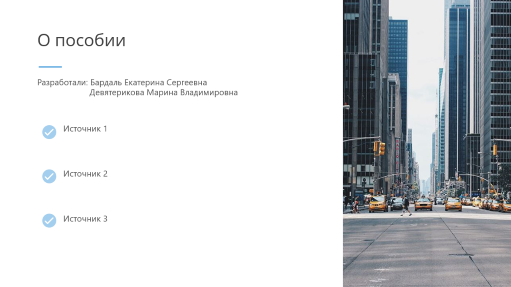 О пособии
Разработали: Бардаль Екатерина Сергеевна
Девятерикова Марина Владимировна
Источник 1
Источник 2
Источник 3